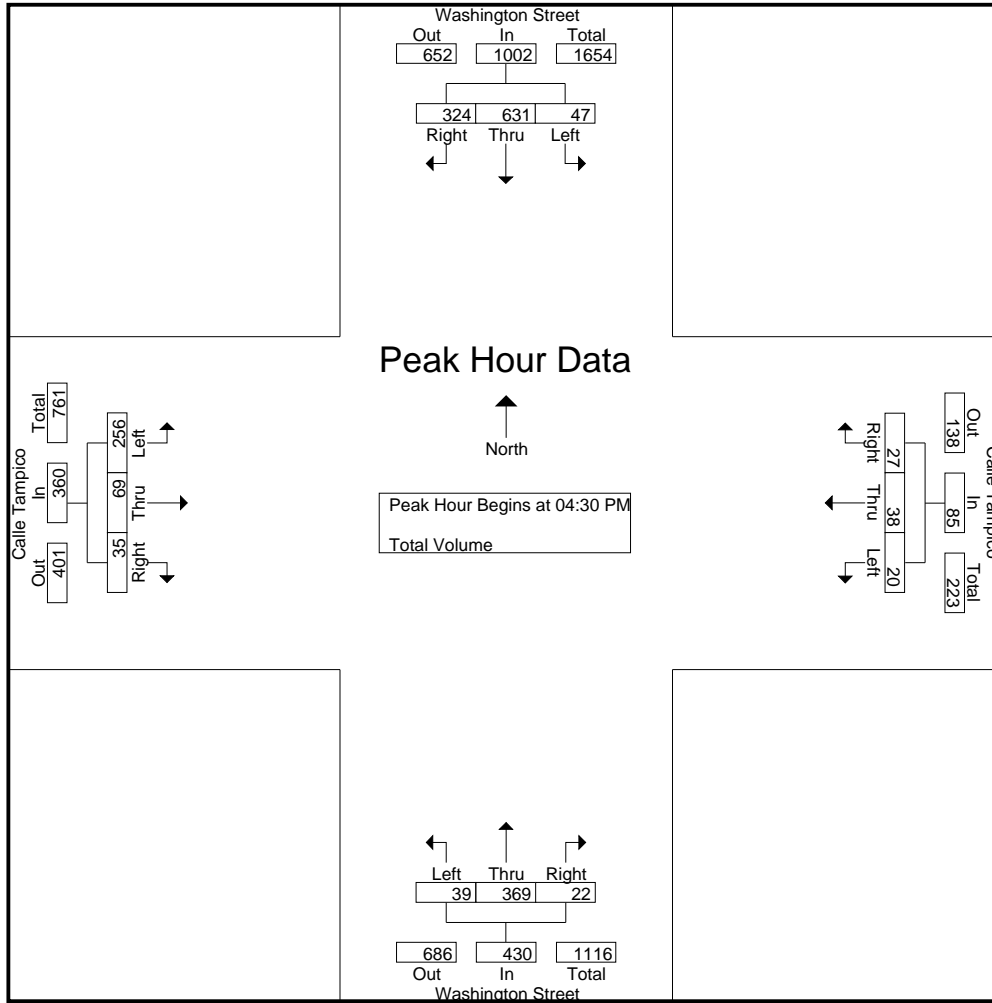 Washington Street
Out In Total
652 1002 1654
324 631 47
Right Thru Left
Peak Hour Data
North
Peak Hour Begins at 04:30 PM
Total Volume
Calle Tampico
Total In Out
761 360 401
256 69 35
Left Thru Right
Right Thru Left
27 38 20
Out In Total
138 85 223
Calle Tampico
Left Thru Right
39 369 22
686 430 1116
Out In Total
Washington Street